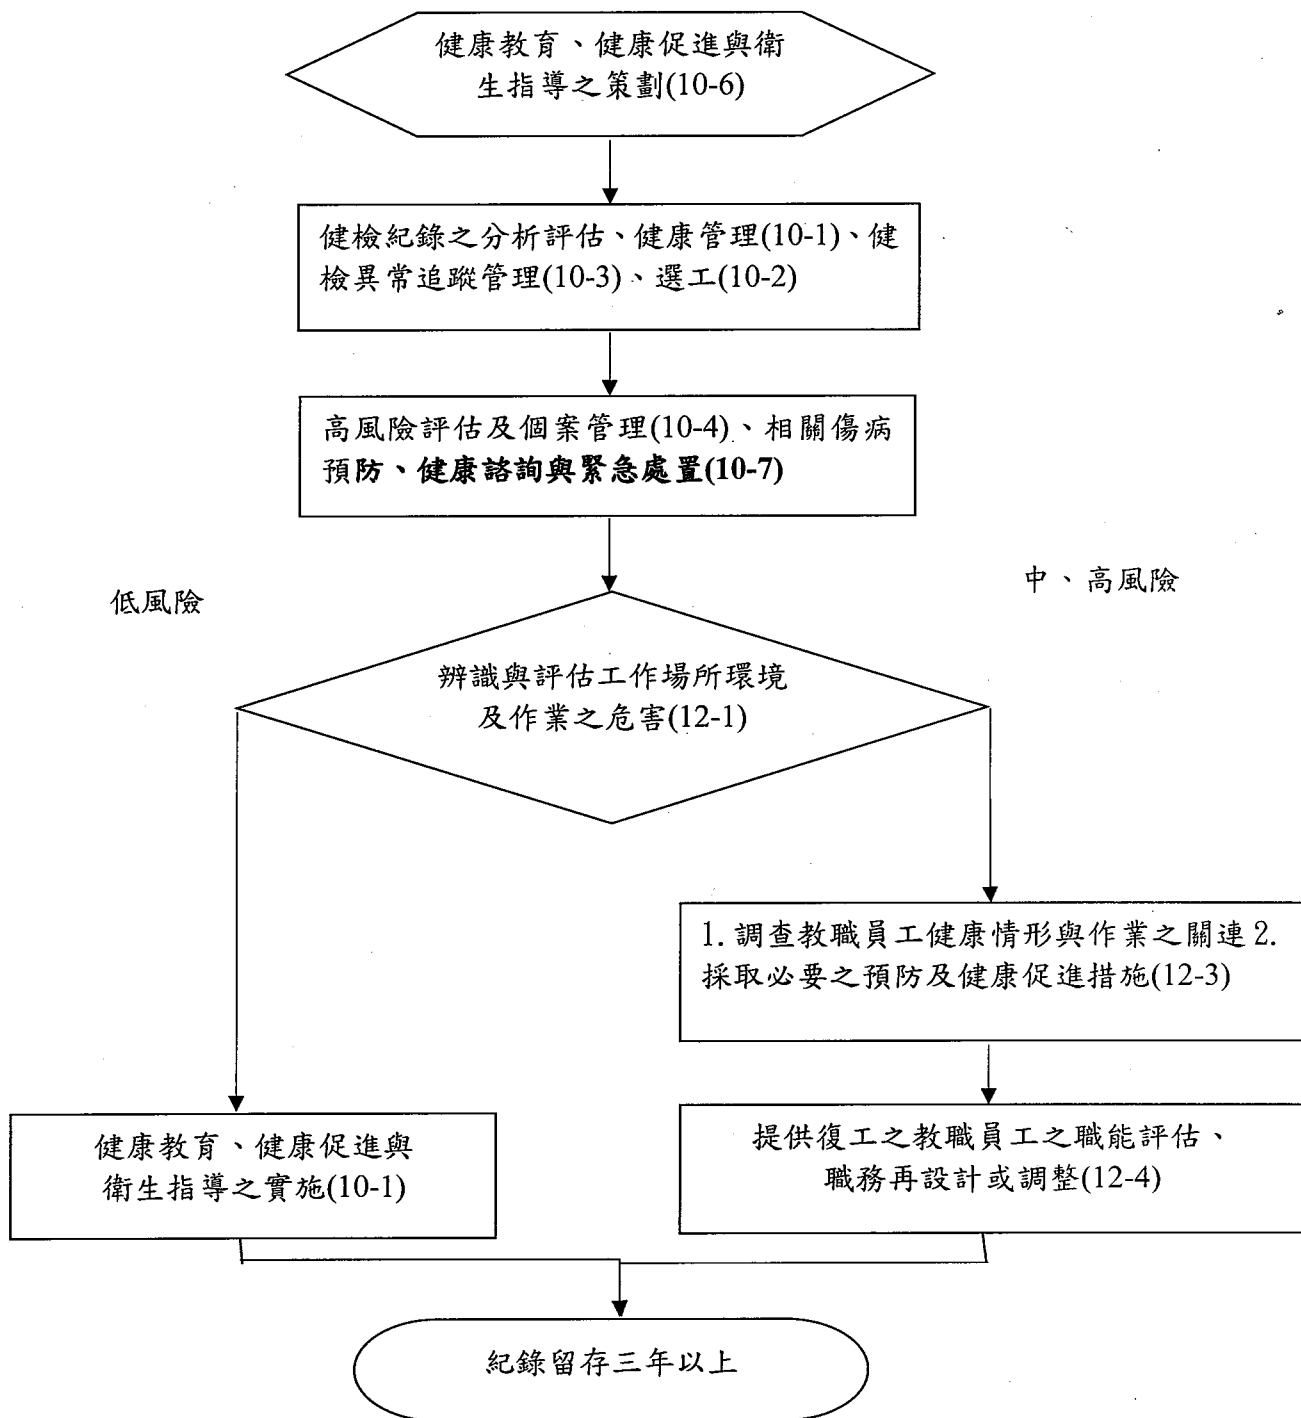 健康教育、健康促進與衛
生指導之策劃(10-6)
健檢紀錄之分析評估、健康管理(10-1)、健
檢異常追蹤管理(10-3)、選工(10-2)
高風險評估及個案管理(10-4)、相關傷病
預防、健康諮詢與緊急處置(10-7)
低風險
中、高風險
辨識與評估工作場所環境
及作業之危害(12-1)
1. 調查教職員工健康情形與作業之關連 2.
採取必要之預防及健康促進措施(12-3)
健康教育、健康促進與
衛生指導之實施(10-1)
提供復工之教職員工之職能評估、
職務再設計或調整(12-4)
紀錄留存三年以上